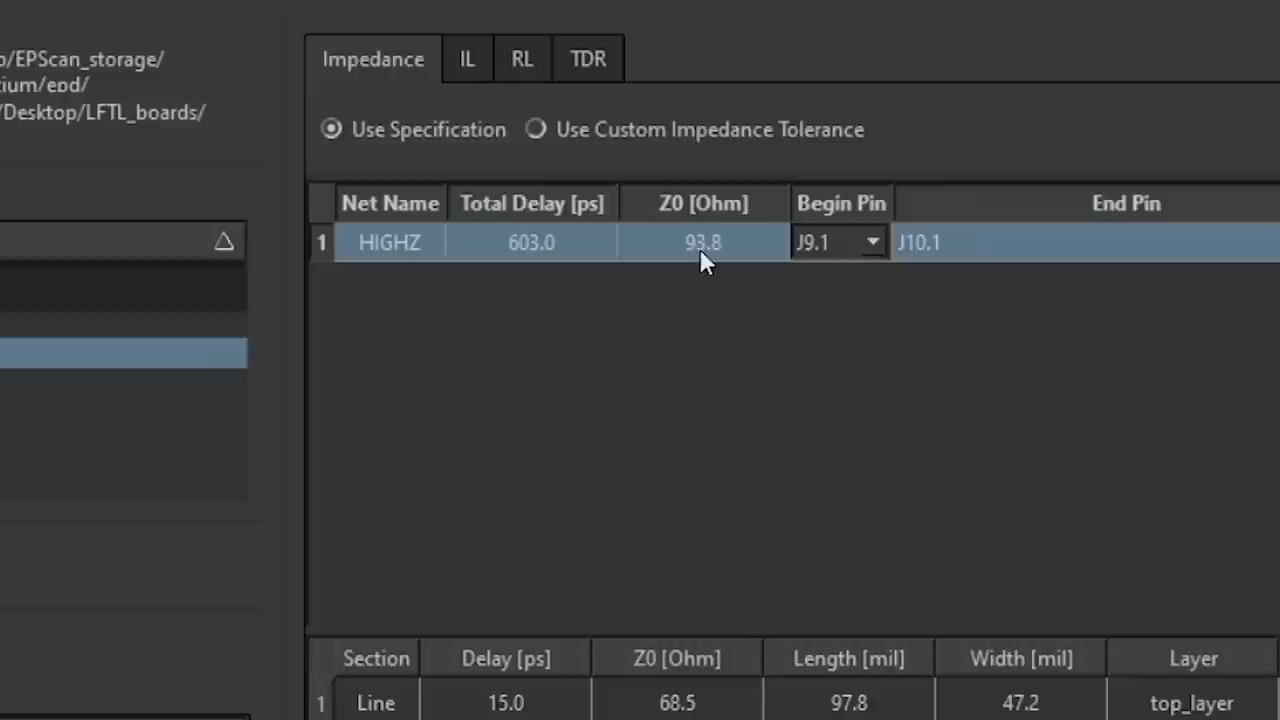 o/EPScan_storage/
tium/epd/
/Desktop/LFTL_boards/
Impedance IL RL TDR
Use Specification Use Custom Impedance Tolerance
Net Name Total Delay [ps] Z0 [Ohm] Begin Pin End Pin
1 HIGHZ 603.0 93.8 J9.1 J10.1
Section Delay [ps] Z0 [Ohm] Length [mil] Width [mil] Layer
1 Line 15.0 68.5 97.8 47.2 top_layer